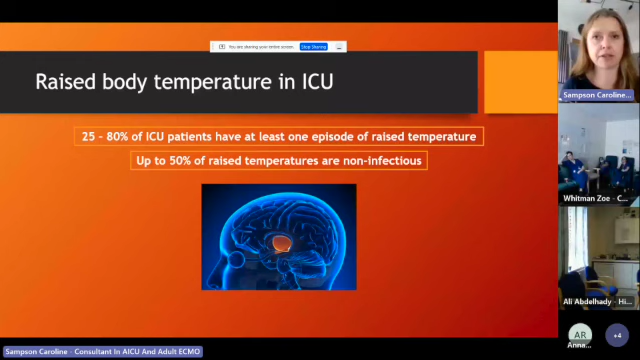 You are sharing your entire screen
Stop Sharing
Raised body temperature in ICU
25 – 80% of ICU patients have at least one episode of raised temperature
Up to 50% of raised temperatures are non-infectious
Sampson Caroline...
Whitman Zoe - C...
Ali Abdelhady - Hi...
AR
Anna...
+4
Sampson Caroline - Consultant In AICU And Adult ECMO